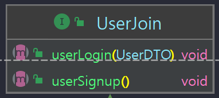 I UserJoin
m userLogin(UserDTO) void
m userSignup() void